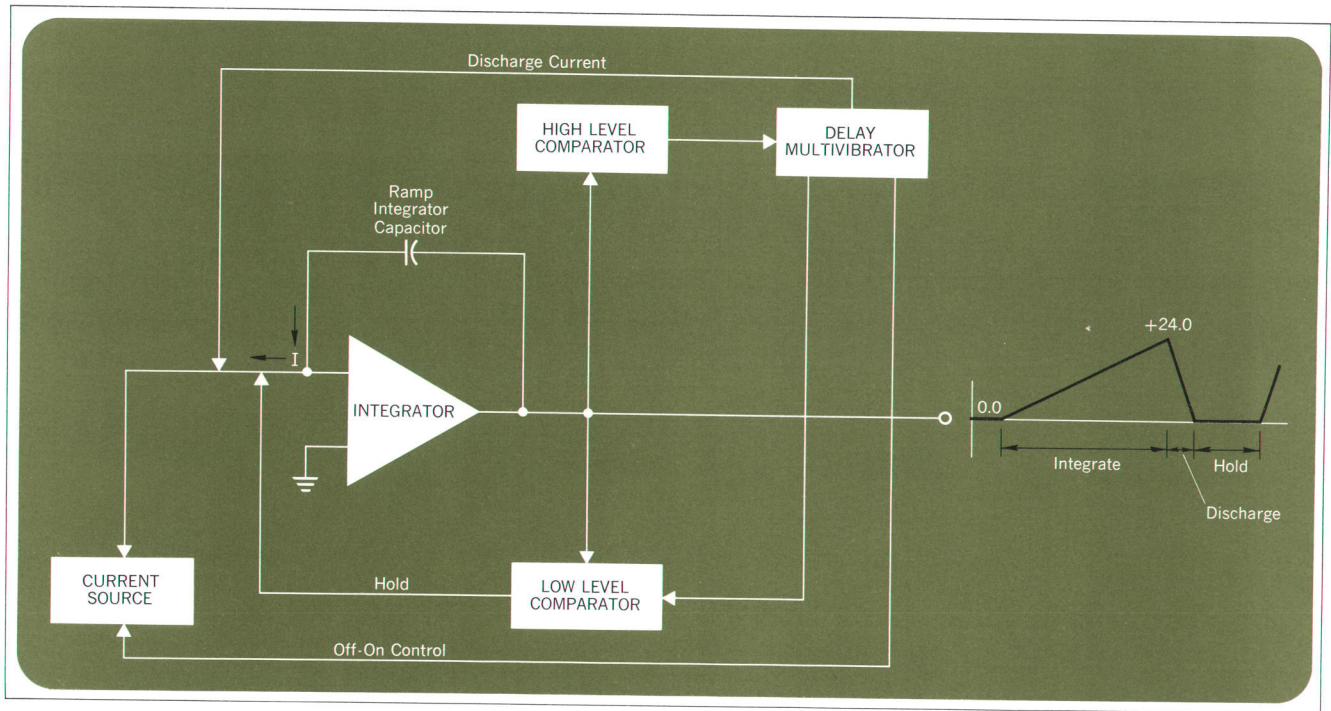 Discharge Current
HIGH LEVEL
COMPARATOR
DELAY
MULTIVIBRATOR
Ramp
Integrator
Capacitor
I
INTEGRATOR
+24.0
0.0
Integrate
Hold
Discharge
CURRENT
SOURCE
Hold
LOW LEVEL
COMPARATOR
Off-On Control